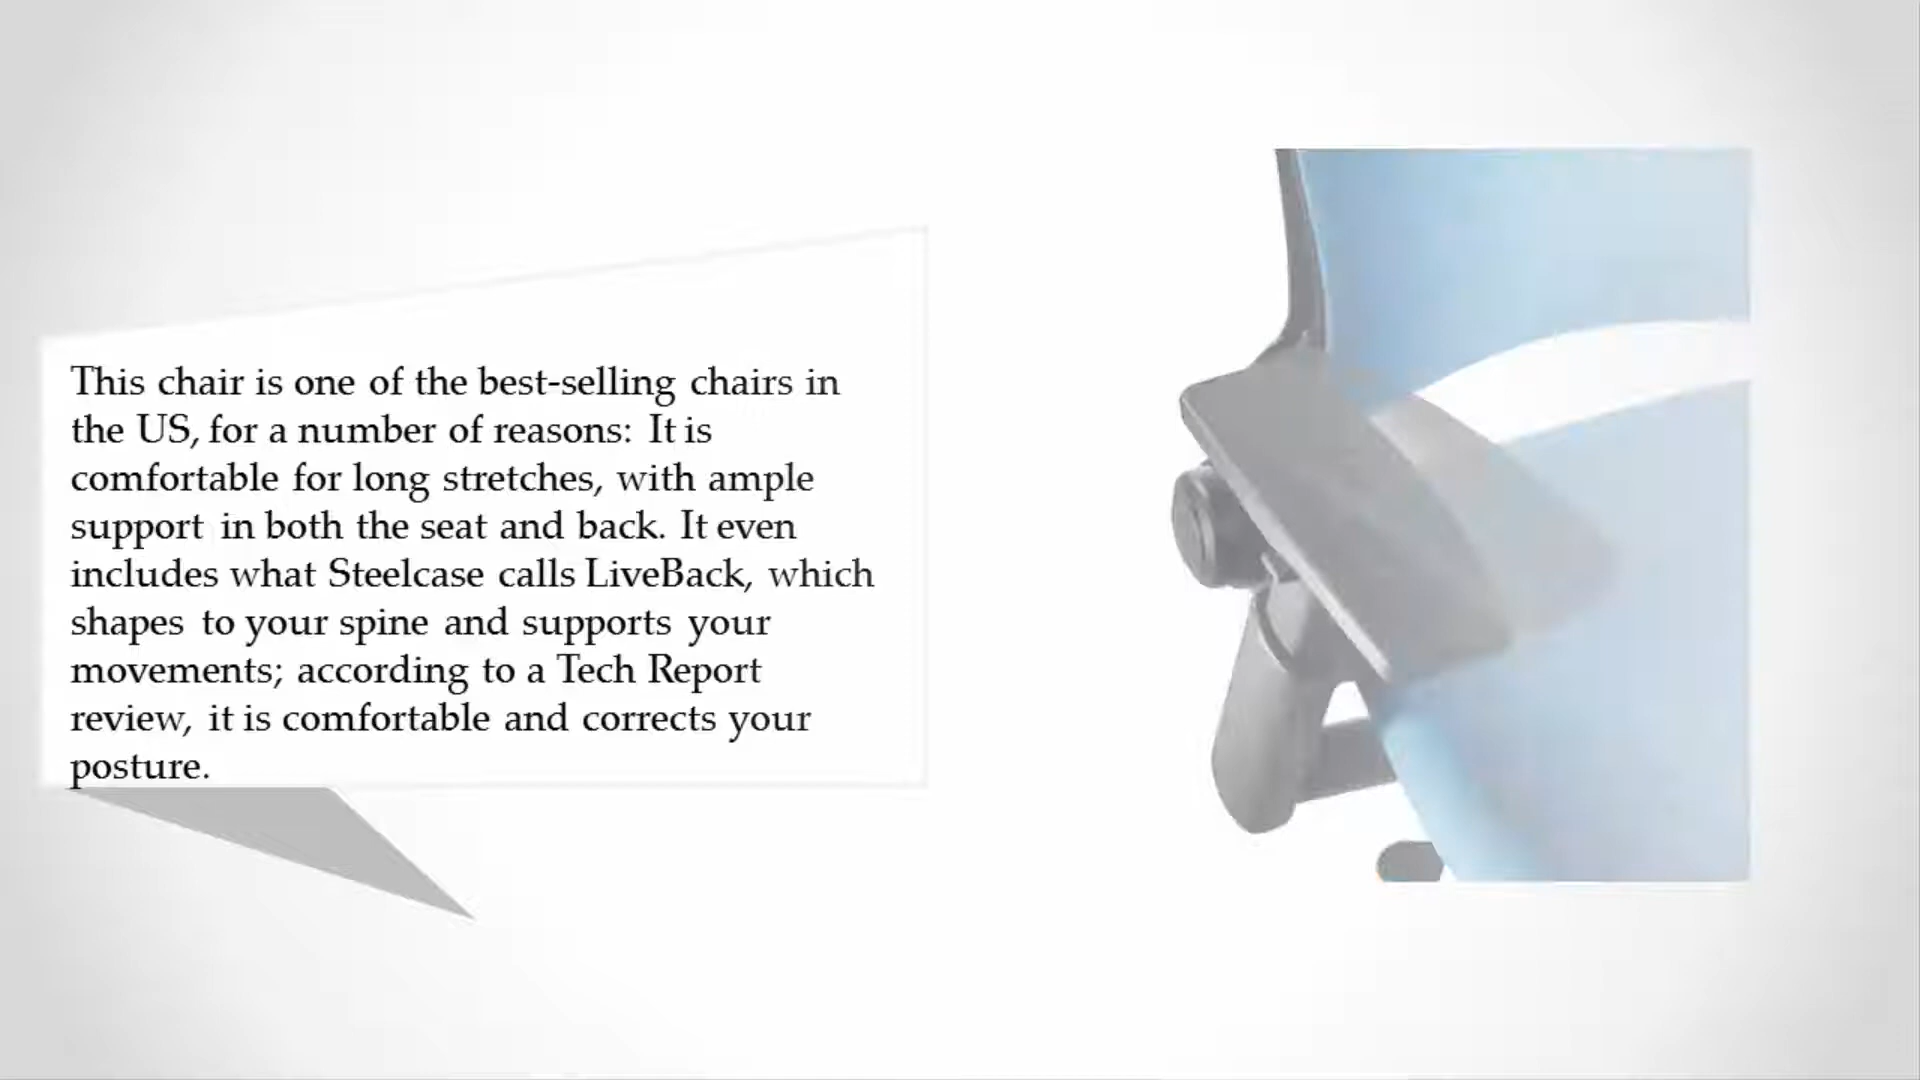 This chair is one of the best-selling chairs in
the US, for a number of reasons: It is
comfortable for long stretches, with ample
support in both the seat and back. It even
includes what Steelcase calls LiveBack, which
shapes to your spine and supports your
movements; according to a Tech Report
review, it is comfortable and corrects your
posture.